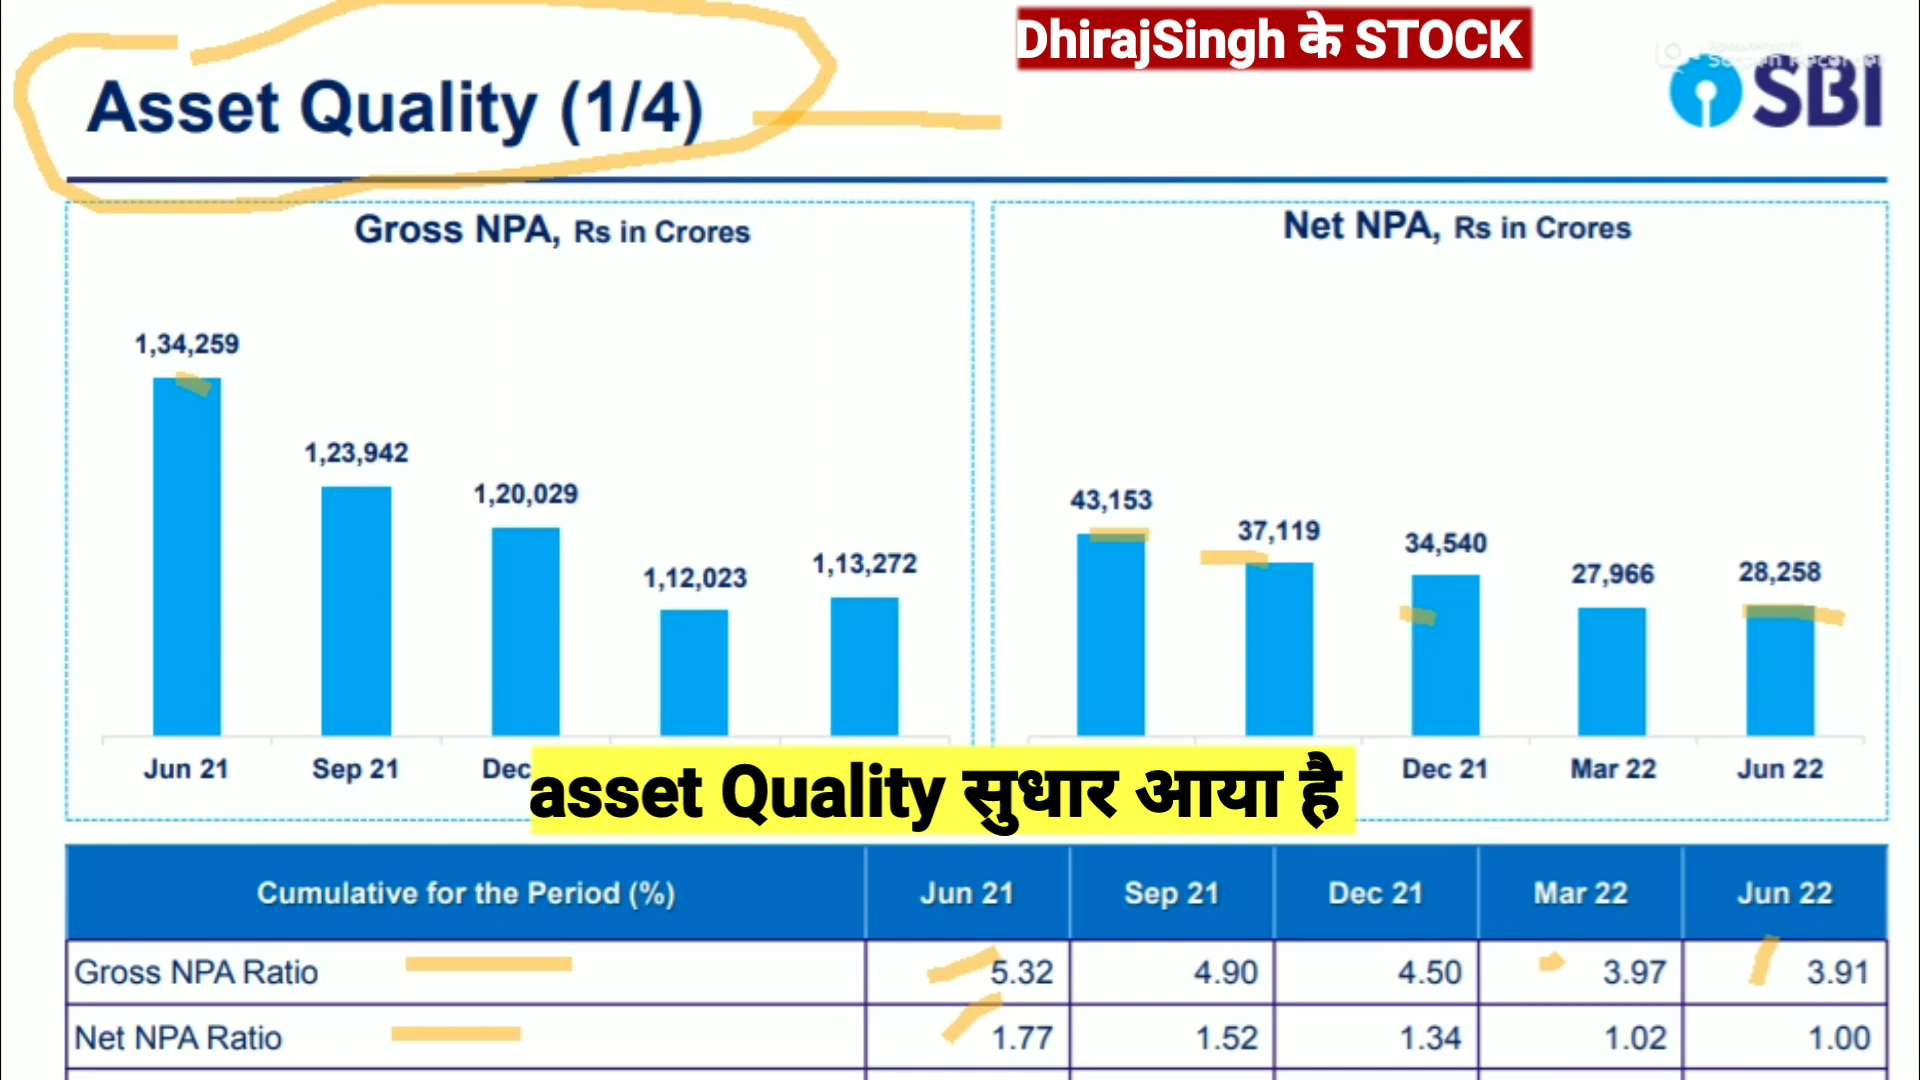 DhirajSingh के STOCK
Screen Recorder
SBI
Asset Quality (1/4)
Gross NPA, Rs in Crores
1,34,259
1,23,942
1,20,029
1,12,023
1,13,272
Jun 21 Sep 21 Dec
Net NPA, Rs in Crores
43,153
37,119
34,540
27,966
28,258
Dec 21 Mar 22 Jun 22
asset Quality सुधार आया है
Cumulative for the Period (%) Jun 21 Sep 21 Dec 21 Mar 22 Jun 22
Gross NPA Ratio 5.32 4.90 4.50 3.97 3.91
Net NPA Ratio 1.77 1.52 1.34 1.02 1.00